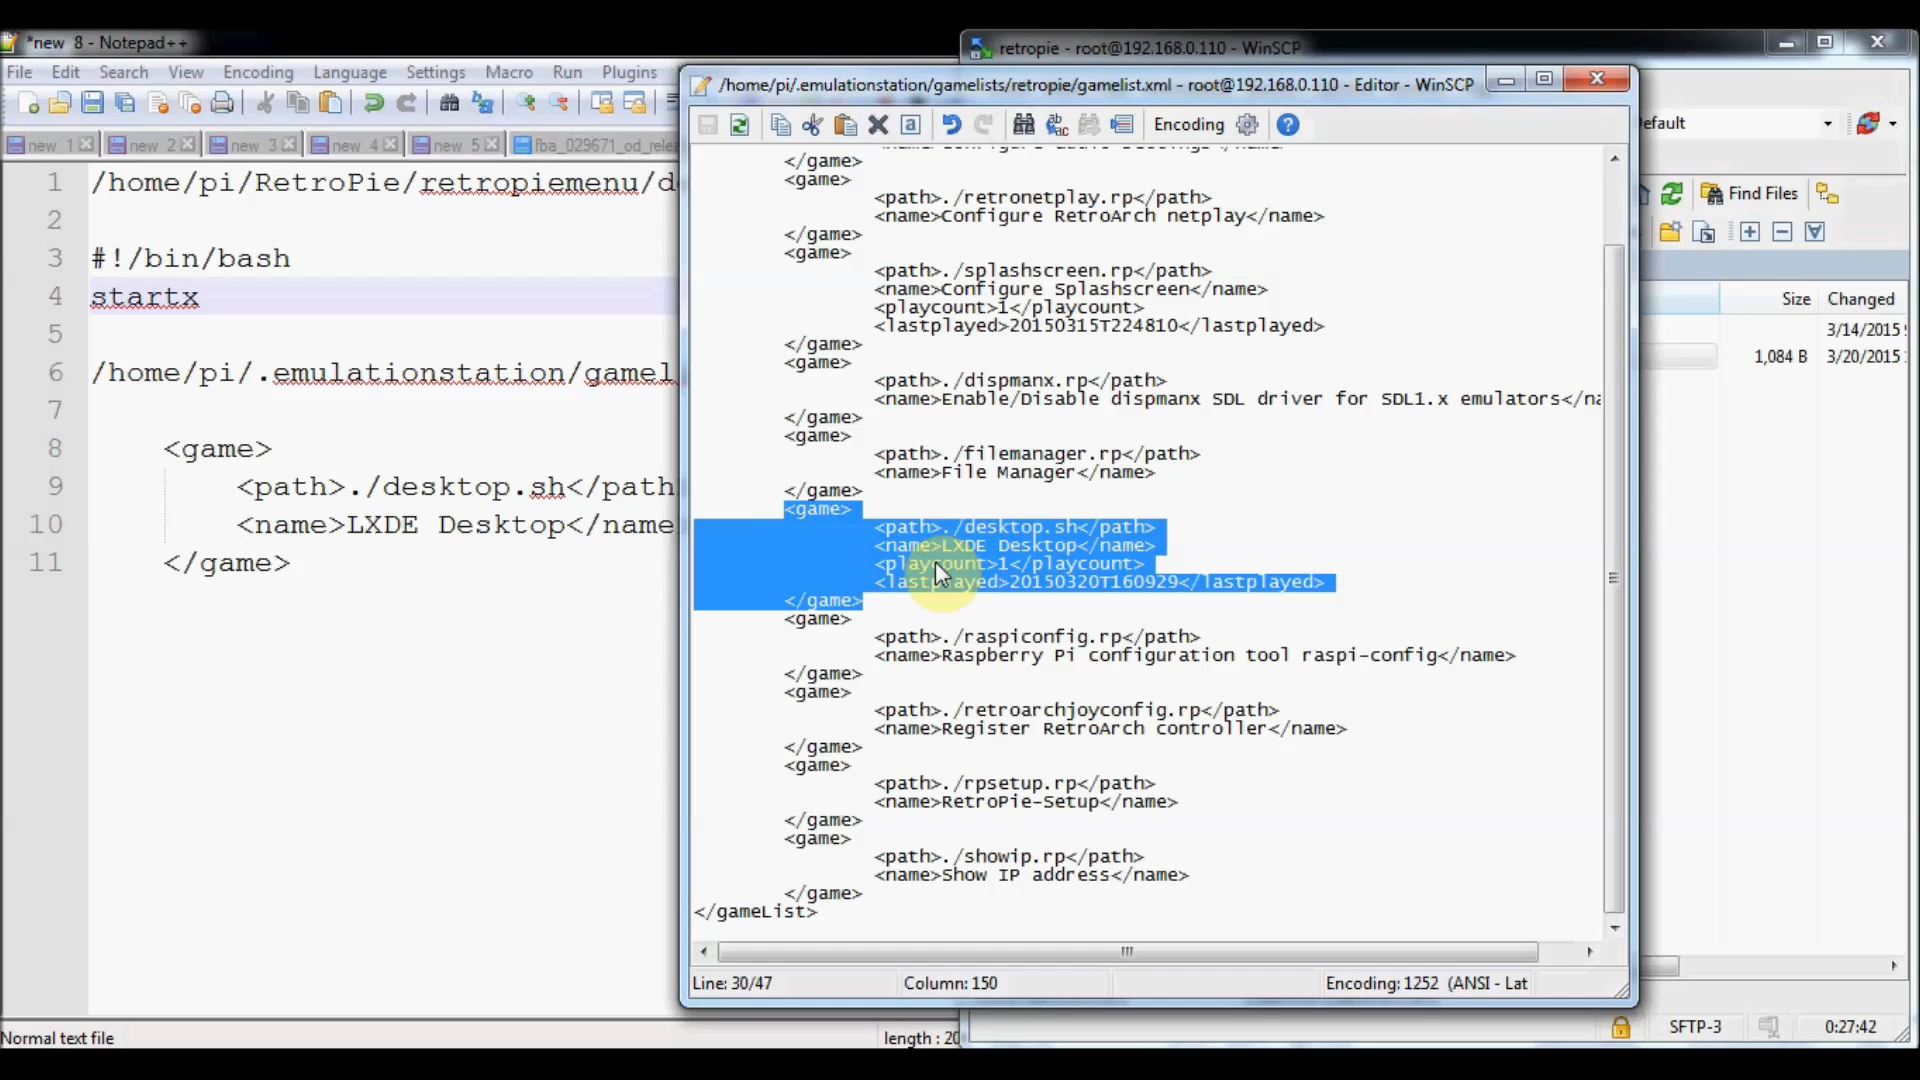 *new 8 - Notepad++
File Edit Search View Encoding Language Settings Macro Run Plugins
new 1 new 2 new 3 new 4 new 5 fba_029671_od_relea
1 /home/pi/RetroPie/retropiemenu/d
2
3 #!/bin/bash
4 startx
5
6 /home/pi/.emulationstation/gamel
7
8 <game>
9 <path>./desktop.sh</path
10 <name>LXDE Desktop</name
11 </game>
Normal text file
length : 20
retropie - root@192.168.0.110 - WinSCP
/home/pi/.emulationstation/gamelists/retropie/gamelist.xml - root@192.168.0.110 - Editor - WinSCP
Encoding
</game>
<game>
<path>./retronetplay.rp</path>
<name>Configure RetroArch netplay</name>
</game>
<game>
<path>./splashscreen.rp</path>
<name>Configure Splashscreen</name>
<playcount>1</playcount>
<lastplayed>20150315T224810</lastplayed>
</game>
<game>
<path>./dispmanx.rp</path>
<name>Enable/Disable dispmanx SDL driver for SDL1.x emulators</na
</game>
<game>
<path>./filemanager.rp</path>
<name>File Manager</name>
</game>
<game>
<path>./desktop.sh</path>
<name>LXDE Desktop</name>
<playcount>1</playcount>
<lastplayed>20150320T160929</lastplayed>
</game>
<game>
<path>./raspiconfig.rp</path>
<name>Raspberry Pi configuration tool raspi-config</name>
</game>
<game>
<path>./retroarchjoyconfig.rp</path>
<name>Register RetroArch controller</name>
</game>
<game>
<path>./rpsetup.rp</path>
<name>RetroPie-Setup</name>
</game>
<game>
<path>./showip.rp</path>
<name>Show IP address</name>
</game>
</gameList>
Line: 30/47 Column: 150 Encoding: 1252 (ANSI - Lat
efault
Find Files
Size Changed
3/14/2015
1,084 B 3/20/2015
SFTP-3 0:27:42